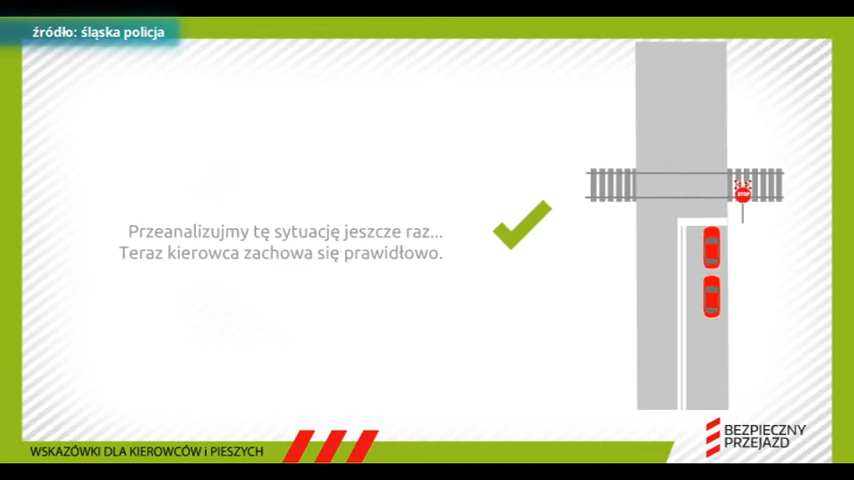 źródło: śląska policja
Przeanalizujmy tę sytuację jeszcze raz...
Teraz kierowca zachowa się prawidłowo.
STOP
WSKAZÓWKI DLA KIEROWCÓW i PIESZYCH
BEZPIECZNY
PRZEJAZD